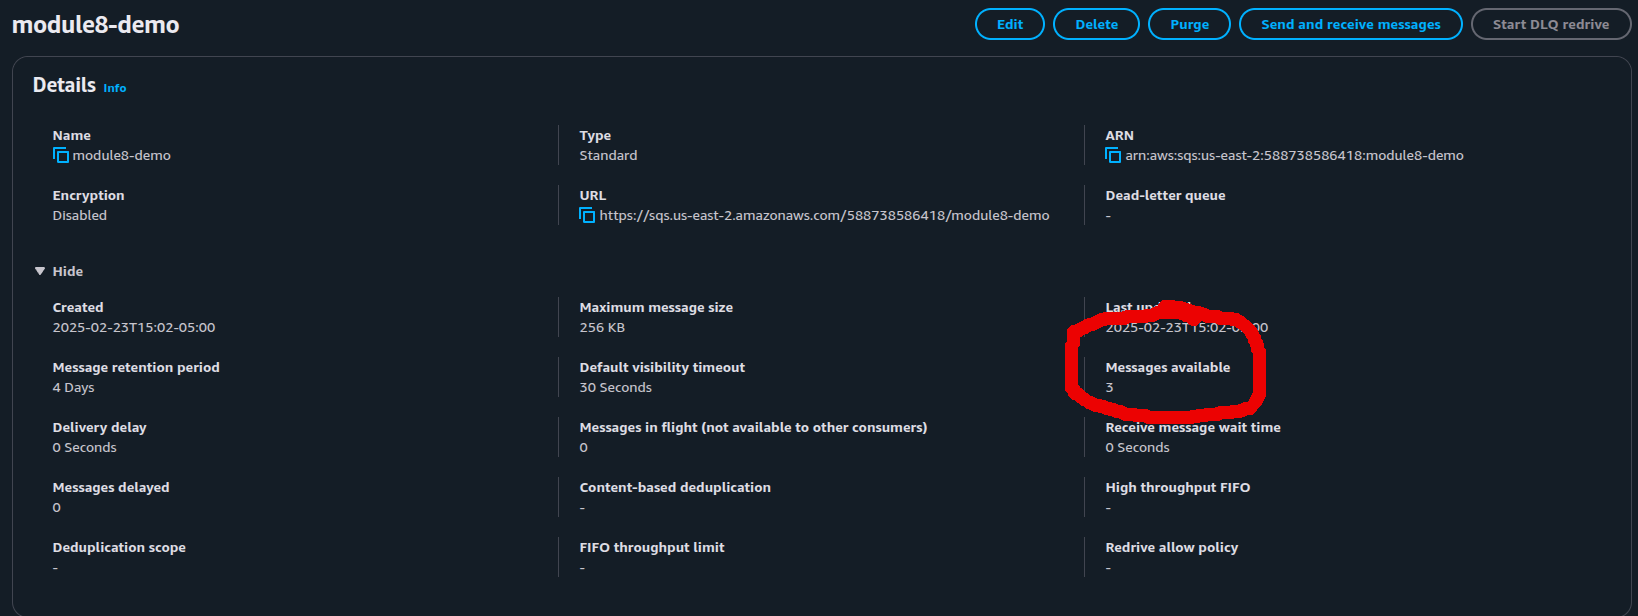 module8-demo
Edit
Delete
Purge
Send and receive messages
Start DLQ redrive
Details Info
Name
module8-demo
Type
Standard
ARN
arn:aws:sqs:us-east-2:588738586418:module8-demo
Encryption
Disabled
URL
https://sqs.us-east-2.amazonaws.com/588738586418/module8-demo
Dead-letter queue
-
Hide
Created
2025-02-23T15:02-05:00
Maximum message size
256 KB
Last
2025-02-23T15:02-05:00
Message retention period
4 Days
Default visibility timeout
30 Seconds
Messages available
3
Delivery delay
0 Seconds
Messages in flight (not available to other consumers)
0
Receive message wait time
0 Seconds
Messages delayed
0
Content-based deduplication
-
High throughput FIFO
-
Deduplication scope
-
FIFO throughput limit
-
Redrive allow policy
-